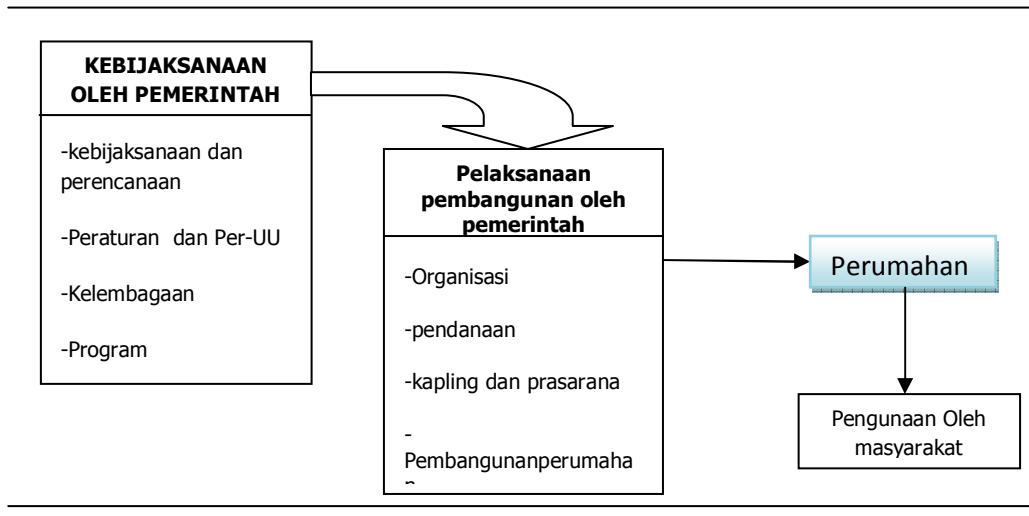 KEBIJAKSANAAN
OLEH PEMERINTAH
-kebijaksanaan dan
perencanaan
-Peraturan dan Per-UU
-Kelembagaan
-Program
Pelaksanaan
pembangunan oleh
pemerintah
-Organisasi
-pendanaan
-kapling dan prasarana
-
Pembangunanperumaha
n
Perumahan
Pengunaan Oleh
masyarakat